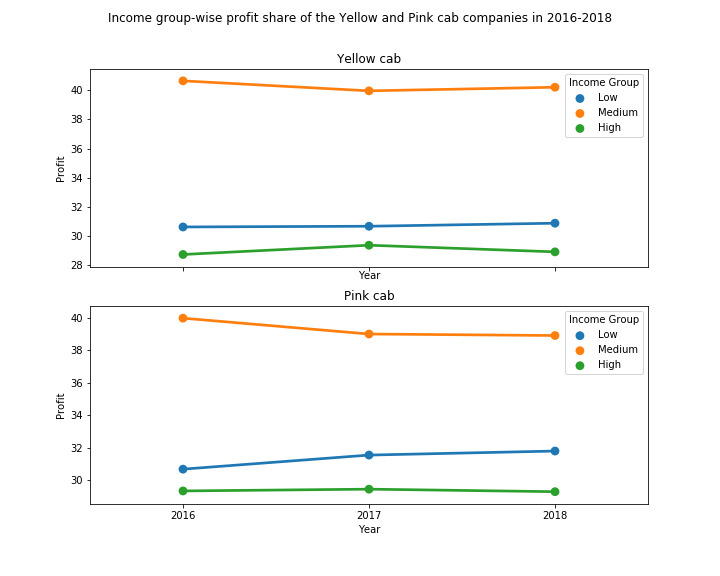 Income group-wise profit share of the Yellow and Pink cab companies in 2016-2018
Yellow cab
Income Group
Low
Medium
High
40
38
36
34
32
30
28
Profit
Year
Pink cab
Income Group
Low
Medium
High
40
38
36
34
32
30
Profit
2016 2017 2018
Year